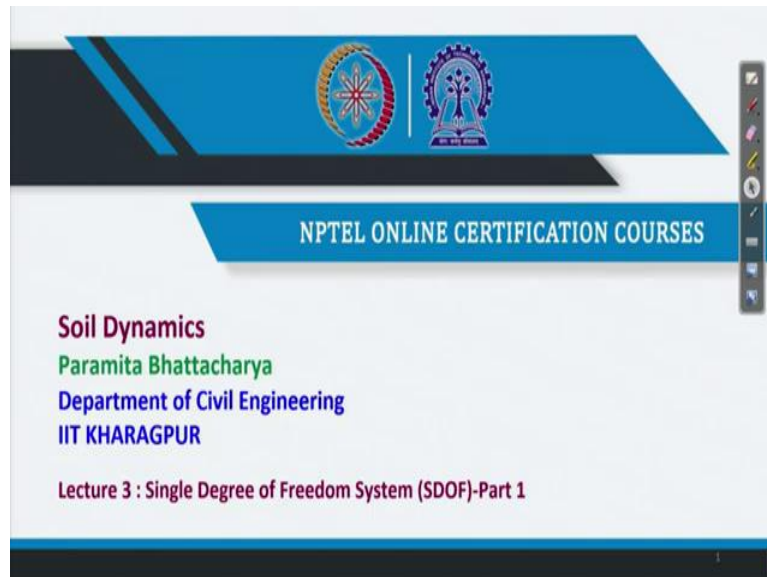 NPTEL ONLINE CERTIFICATION COURSES
Soil Dynamics
Paramita Bhattacharya
Department of Civil Engineering
IIT KHARAGPUR
Lecture 3 : Single Degree of Freedom System (SDOF)-Part 1
1